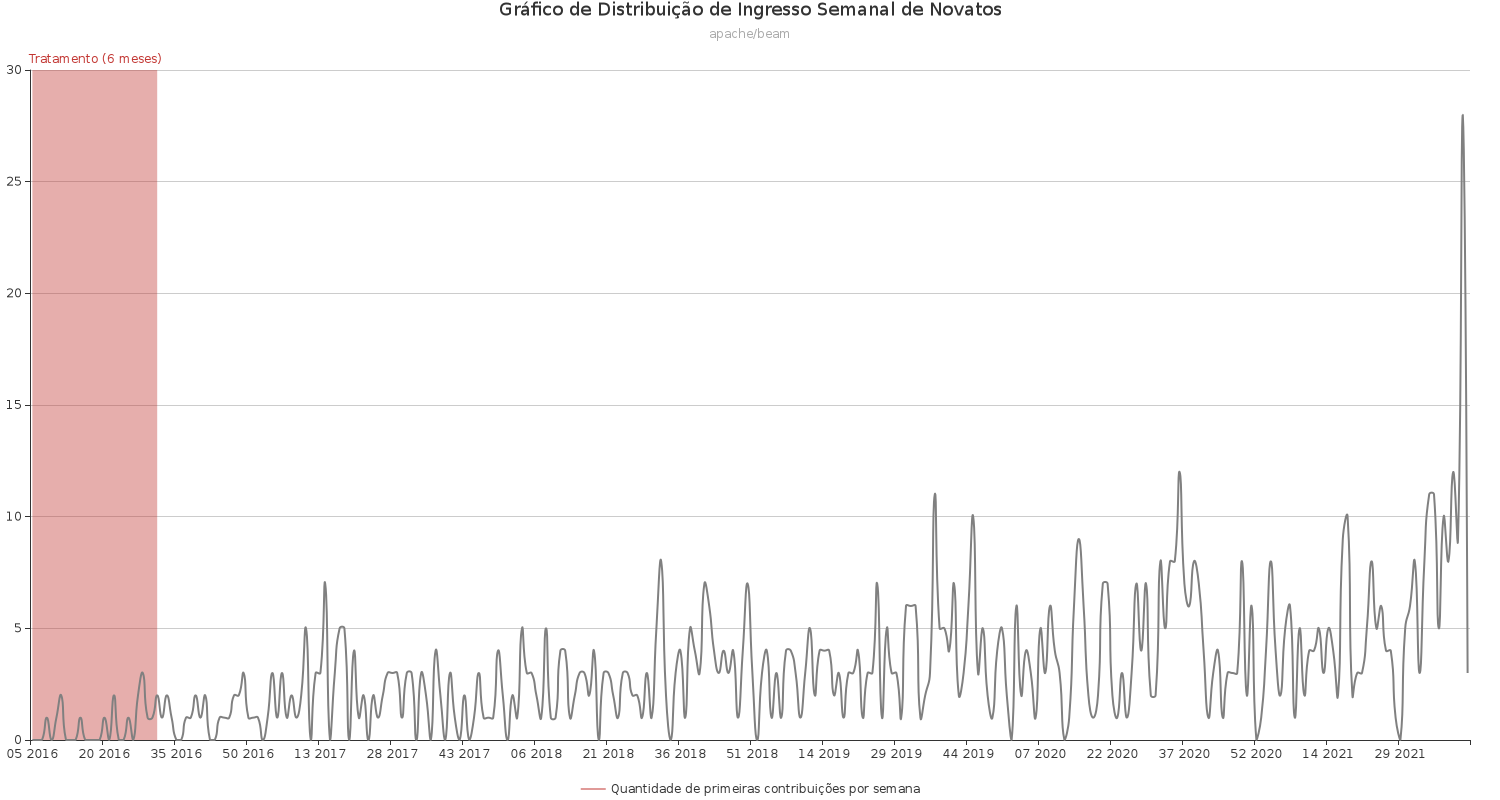 Gráfico de Distribuição de Ingresso Semanal de Novatos
apache/beam
Tratamento (6 meses)
30
25
20
15
10
5
0
05 2016 20 2016 35 2016 50 2016 13 2017 28 2017 43 2017 06 2018 21 2018 36 2018 51 2018 14 2019 29 2019 44 2019 07 2020 22 2020 37 2020 52 2020 14 2021 29 2021
Quantidade de primeiras contribuições por semana